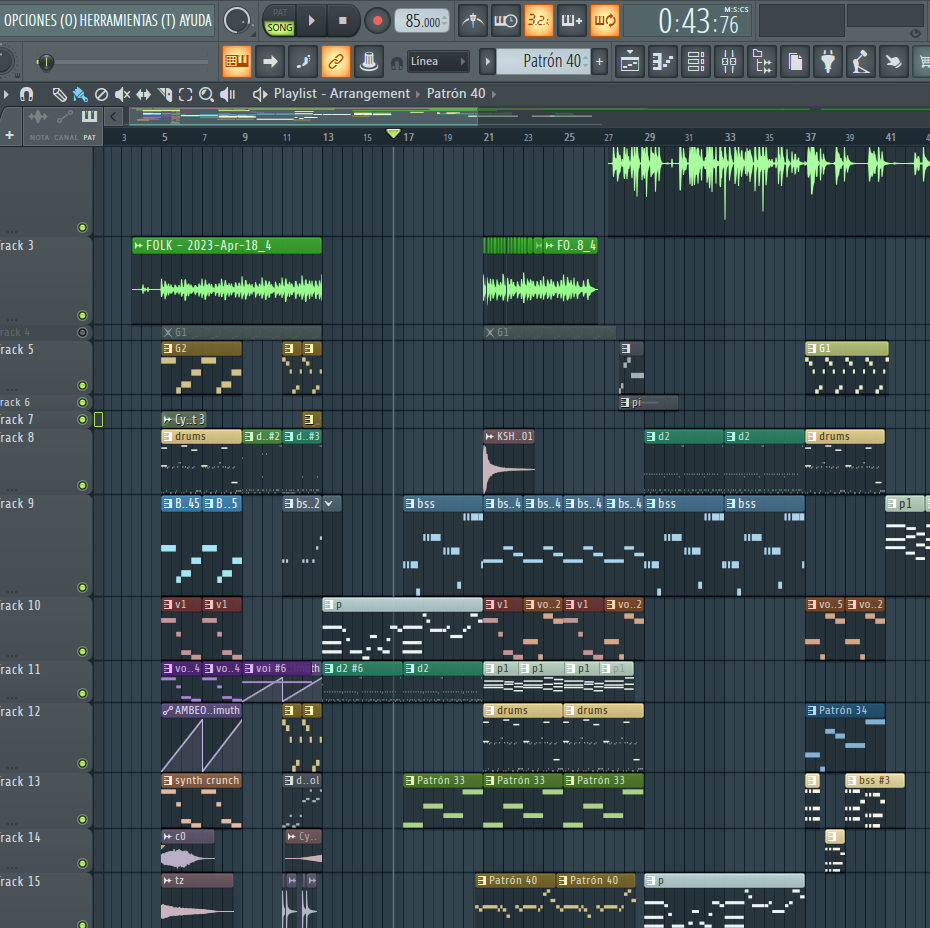 OPCIONES (O) HERRAMIENTAS (T) AYUDA
PAT
SONG
85.000
3.2.
0:43:76
M:S:CS
Línea
Patrón 40
+
Playlist - Arrangement
Patrón 40
NOTA CANAL PAT
+
3 5 7 9 11 13 15 17 19 21 23 25 27 29 31 33 35 37 39 41
rack 3
FOLK - 2023-Apr-18_4
FO..8_4
rack 4
G1
G1
rack 5
G2
G1
rack 6
pi
rack 7
Cy..t 3
rack 8
drums
d..#2
d..#3
KSH..01
d2
d2
drums
rack 9
B..45
B..5
bs..2
bss
bs..4
bs..4
bs..4
bs..4
bss
bss
p1
rack 10
v1
v1
p
v1
vo..2
v1
vo..2
vo..5
vo..2
rack 11
vo..4
vo..4
voi #6
th
d2 #6
d2
p1
p1
p1
p1
rack 12
AMBEO..imuth
drums
drums
Patrón 34
rack 13
synth crunch
d..ol
Patrón 33
Patrón 33
Patrón 33
bss #3
rack 14
c0
Cy..
rack 15
tz
Patrón 40
Patrón 40
p